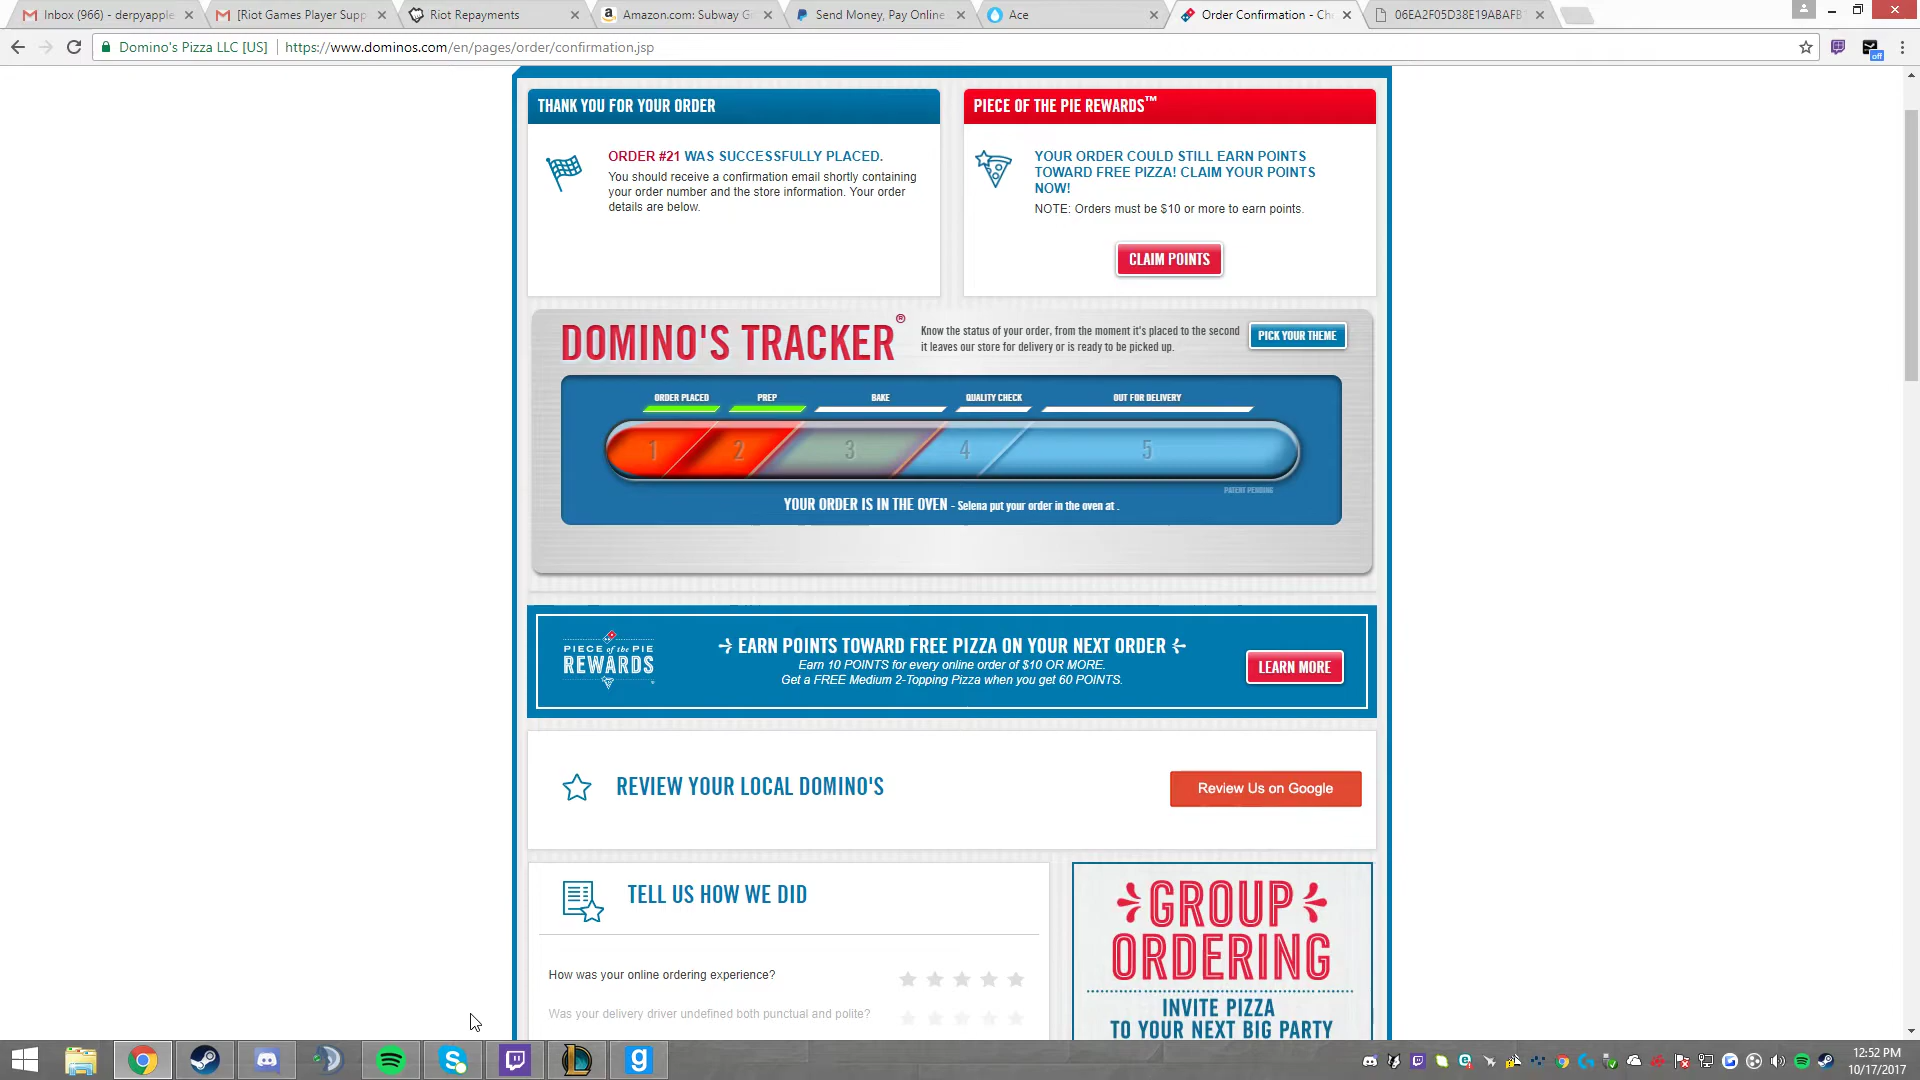 Inbox (966) - derpyapple
[Riot Games Player Supp
Riot Repayments
Amazon.com: Subway G
Send Money, Pay Online
Ace
Order Confirmation - Ch
06EA2F05D38E19ABAFB
Domino's Pizza LLC [US]
https://www.dominos.com/en/pages/order/confirmation.jsp
off
THANK YOU FOR YOUR ORDER
ORDER #21 WAS SUCCESSFULLY PLACED.
You should receive a confirmation email shortly containing
your order number and the store information. Your order
details are below.
PIECE OF THE PIE REWARDS™
YOUR ORDER COULD STILL EARN POINTS
TOWARD FREE PIZZA! CLAIM YOUR POINTS
NOW!
NOTE: Orders must be $10 or more to earn points.
CLAIM POINTS
DOMINO'S TRACKER®
Know the status of your order, from the moment it's placed to the second
it leaves our store for delivery or is ready to be picked up.
PICK YOUR THEME
ORDER PLACED PREP BAKE QUALITY CHECK OUT FOR DELIVERY
1 2 3 4 5
PATENT PENDING
YOUR ORDER IS IN THE OVEN - Selena put your order in the oven at .
PIECE of the PIE
REWARDS
EARN POINTS TOWARD FREE PIZZA ON YOUR NEXT ORDER
Earn 10 POINTS for every online order of $10 OR MORE.
Get a FREE Medium 2-Topping Pizza when you get 60 POINTS.
LEARN MORE
REVIEW YOUR LOCAL DOMINO'S
Review Us on Google
TELL US HOW WE DID
How was your online ordering experience?
Was your delivery driver undefined both punctual and polite?
GROUP
ORDERING
INVITE PIZZA
TO YOUR NEXT BIG PARTY
12:52 PM
10/17/2017